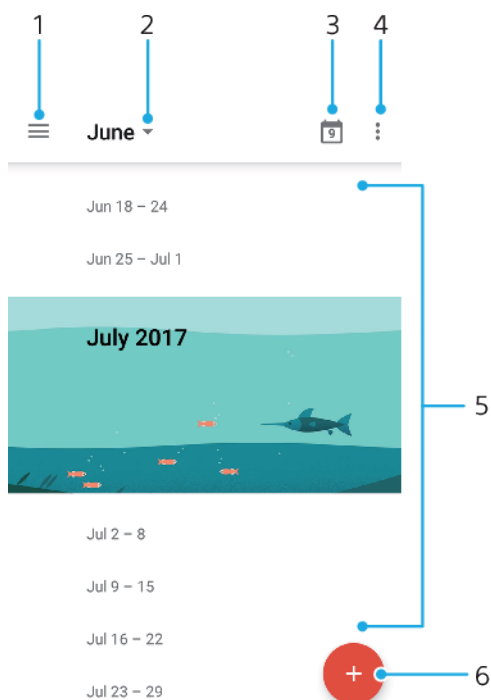 1 2 3 4
June 9
Jun 18 – 24
Jun 25 – Jul 1
July 2017
5
Jul 2 – 8
Jul 9 – 15
Jul 16 – 22
+ 6
Jul 23 – 29